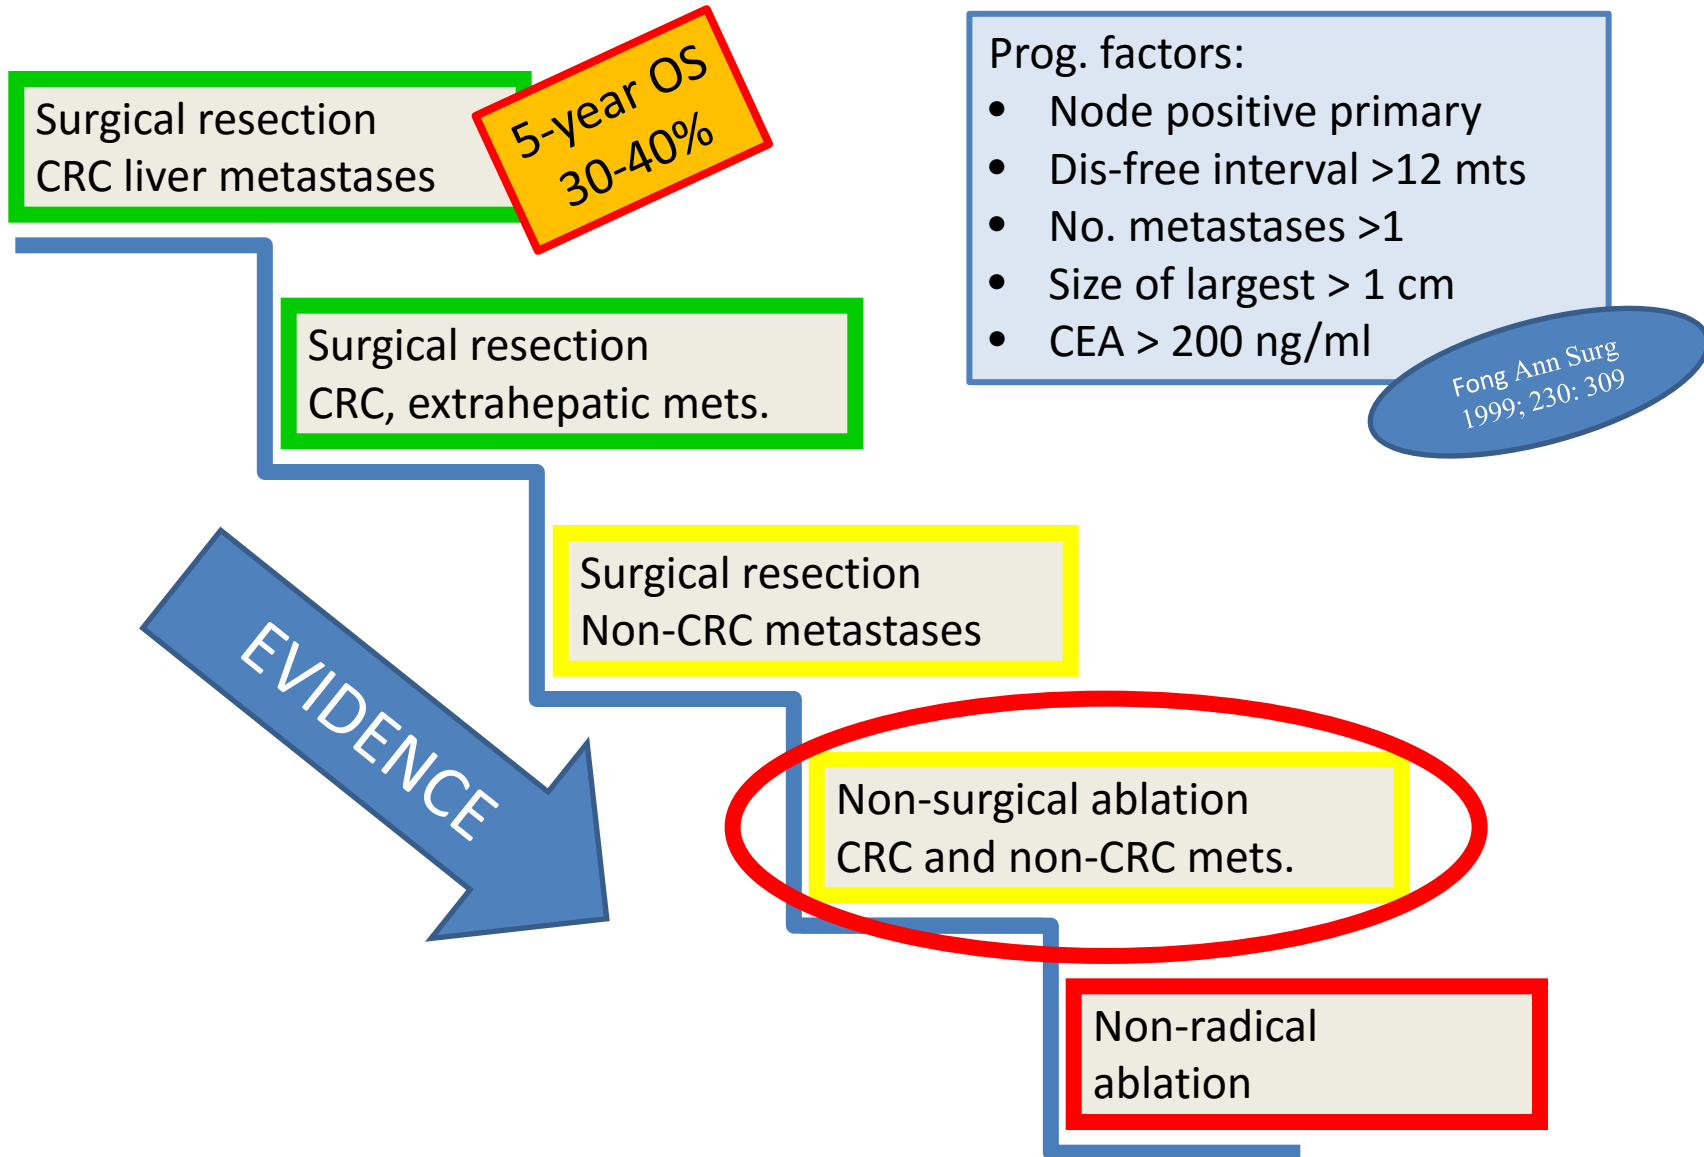 Surgical resection
CRC liver metastases
5-year OS
30-40%
Prog. factors:
• Node positive primary
• Dis-free interval >12 mts
• No. metastases >1
• Size of largest > 1 cm
• CEA > 200 ng/ml
Fong Ann Surg
1999; 230: 309
Surgical resection
CRC, extrahepatic mets.
Surgical resection
Non-CRC metastases
EVIDENCE
Non-surgical ablation
CRC and non-CRC mets.
Non-radical
ablation